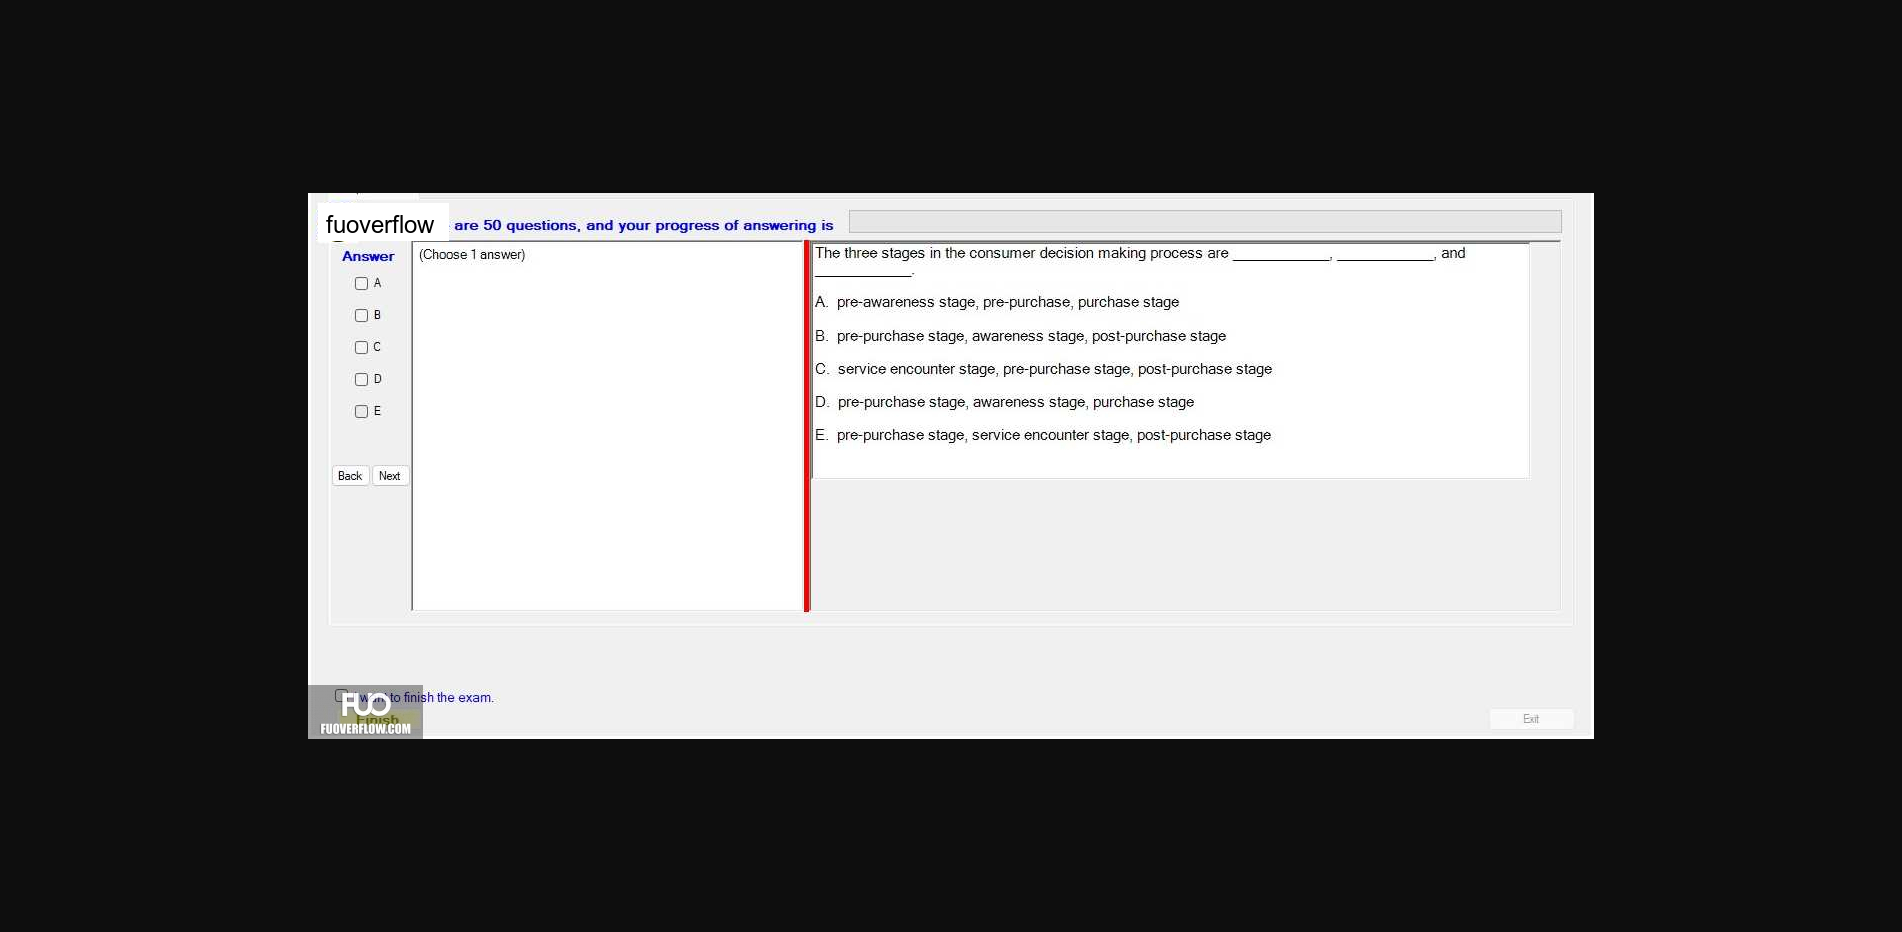 fuoverflow are 50 questions, and your progress of answering is
Answer
(Choose 1 answer)
A
B
C
D
E
Back Next
The three stages in the consumer decision making process are ____________, ____________, and
____________.
A. pre-awareness stage, pre-purchase, purchase stage
B. pre-purchase stage, awareness stage, post-purchase stage
C. service encounter stage, pre-purchase stage, post-purchase stage
D. pre-purchase stage, awareness stage, purchase stage
E. pre-purchase stage, service encounter stage, post-purchase stage
I want to finish the exam.
FUO
Finish
FUOVERFLOW.COM
Exit